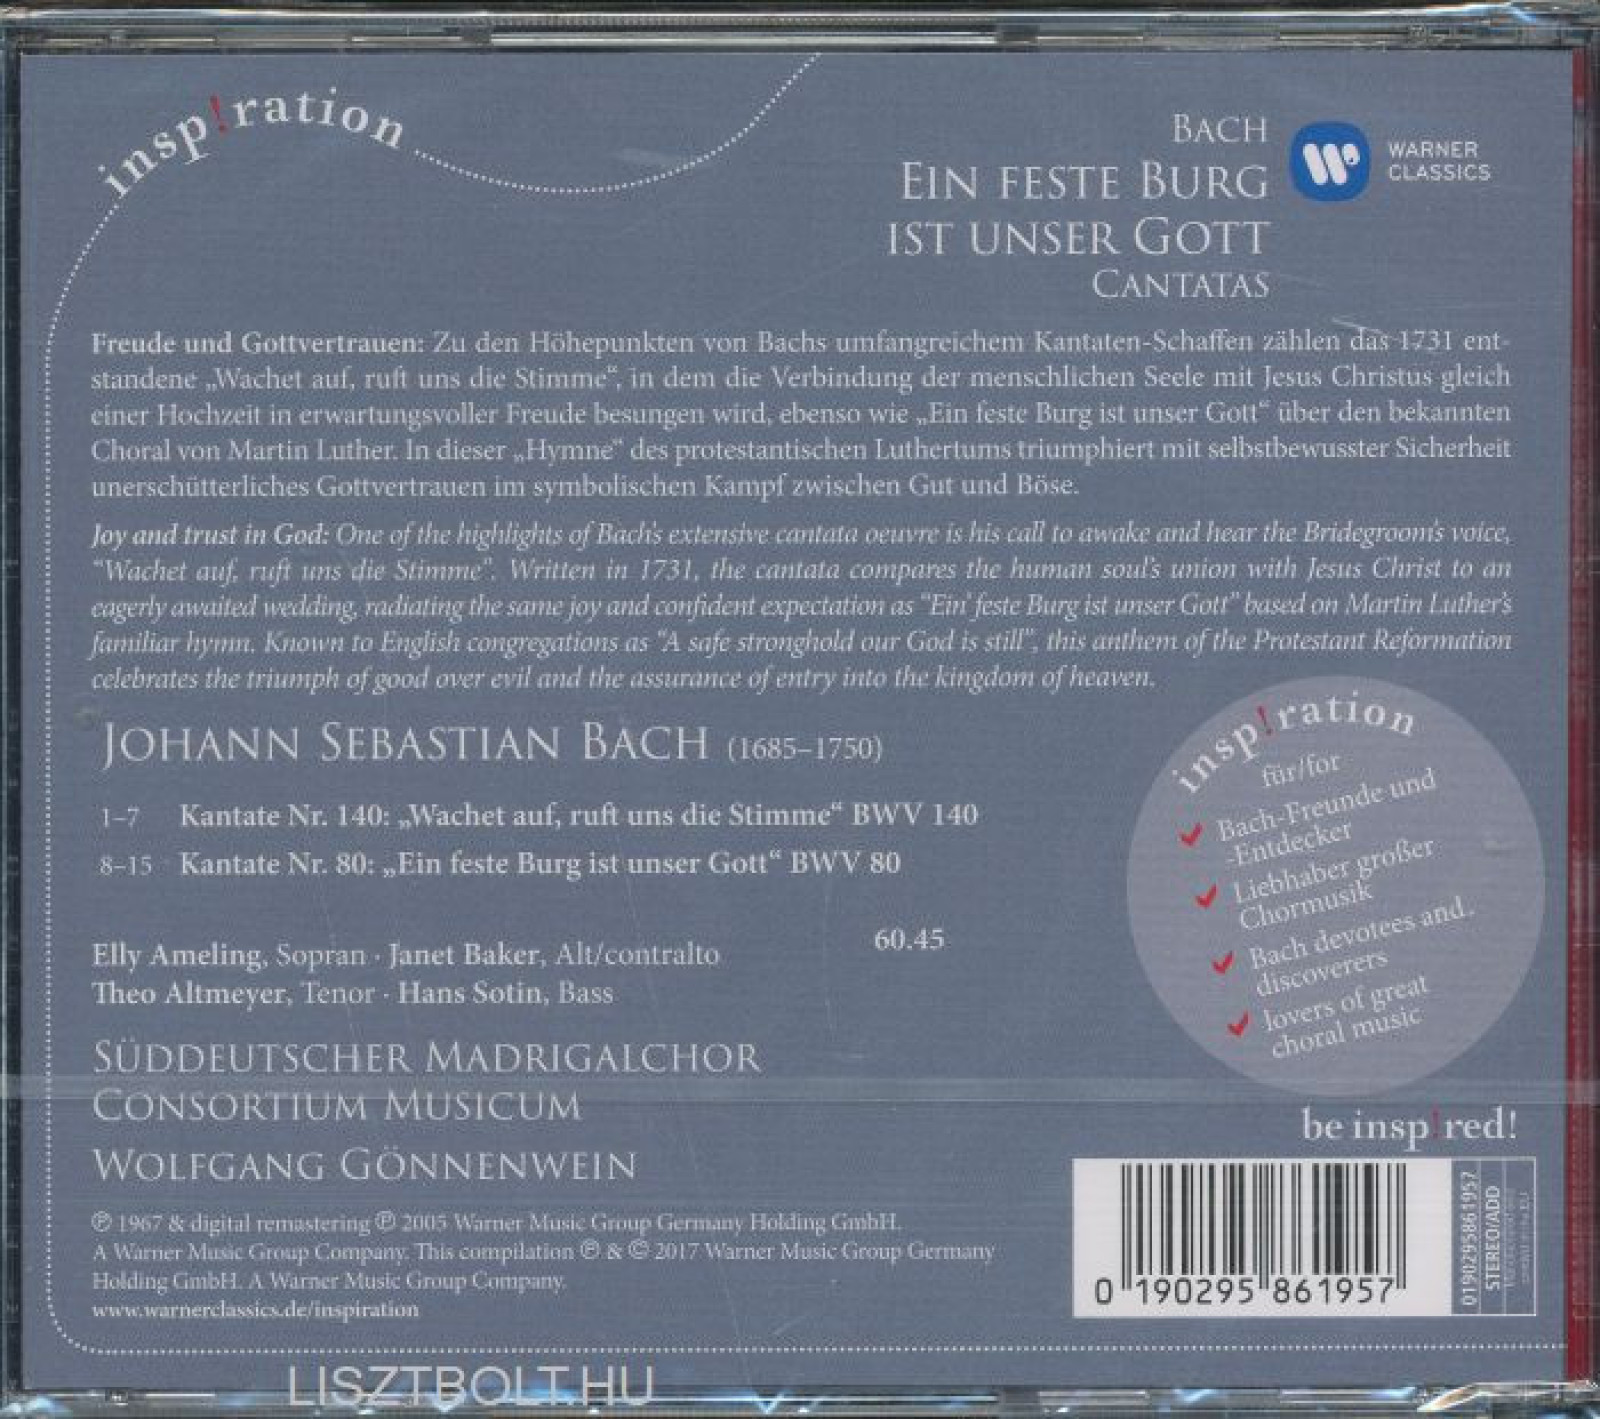 insp!ration
BACH
EIN FESTE BURG
IST UNSER GOTT
CANTATAS
WARNER
CLASSICS
Freude und Gottvertrauen: Zu den Höhepunkten von Bachs umfangreichem Kantaten-Schaffen zählen das 1731 ent-
standene „Wachet auf, ruft uns die Stimme“, in dem die Verbindung der menschlichen Seele mit Jesus Christus gleich
einer Hochzeit in erwartungsvoller Freude besungen wird, ebenso wie „Ein feste Burg ist unser Gott“ über den bekannten
Choral von Martin Luther. In dieser „Hymne“ des protestantischen Luthertums triumphiert mit selbstbewusster Sicherheit
unerschütterliches Gottvertrauen im symbolischen Kampf zwischen Gut und Böse.
Joy and trust in God: One of the highlights of Bach's extensive cantata oeuvre is his call to awake and hear the Bridegroom's voice,
“Wachet auf, ruft uns die Stimme”. Written in 1731, the cantata compares the human soul's union with Jesus Christ to an
eagerly awaited wedding, radiating the same joy and confident expectation as “Ein' feste Burg ist unser Gott” based on Martin Luther's
familiar hymn. Known to English congregations as “A safe stronghold our God is still”, this anthem of the Protestant Reformation
celebrates the triumph of good over evil and the assurance of entry into the kingdom of heaven.
JOHANN SEBASTIAN BACH (1685–1750)
1–7 Kantate Nr. 140: „Wachet auf, ruft uns die Stimme“ BWV 140
8–15 Kantate Nr. 80: „Ein feste Burg ist unser Gott“ BWV 80
60.45
Elly Ameling, Sopran · Janet Baker, Alt/contralto
Theo Altmeyer, Tenor · Hans Sotin, Bass
SÜDDEUTSCHER MADRIGALCHOR
CONSORTIUM MUSICUM
WOLFGANG GÖNNENWEIN
℗ 1967 & digital remastering ℗ 2005 Warner Music Group Germany Holding GmbH.
A Warner Music Group Company. This compilation ℗ & © 2017 Warner Music Group Germany
Holding GmbH. A Warner Music Group Company.
www.warnerclassics.de/inspiration
insp!ration
für/for
Bach-Freunde und
-Entdecker
Liebhaber großer
Chormusik
Bach devotees and
discoverers
lovers of great
choral music
be insp!red!
0 190295 861957
0190295861957
STEREO/ADD
LISZTBOLT.HU